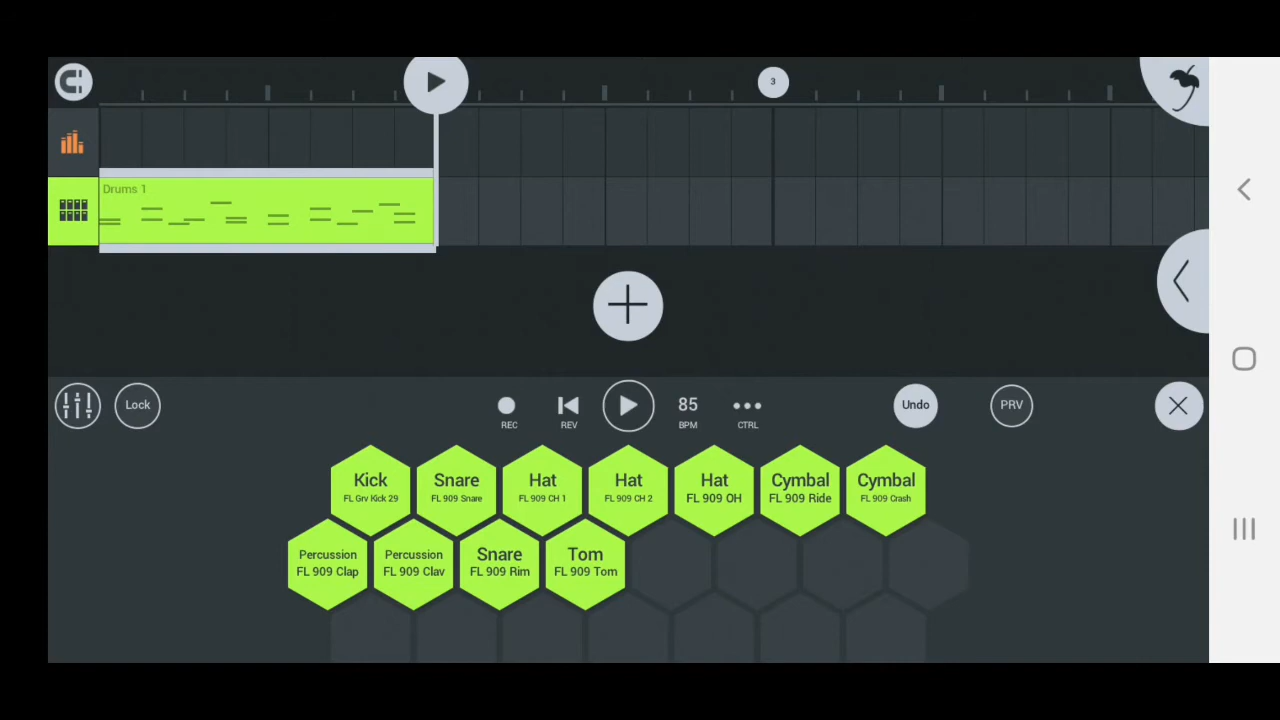 3
Drums 1
Lock
REC
REV
85
BPM
CTRL
Undo
PRV
Kick
FL Grv Kick 29
Snare
FL 909 Snare
Hat
FL 909 CH 1
Hat
FL 909 CH 2
Hat
FL 909 OH
Cymbal
FL 909 Ride
Cymbal
FL 909 Crash
Percussion
FL 909 Clap
Percussion
FL 909 Clav
Snare
FL 909 Rim
Tom
FL 909 Tom